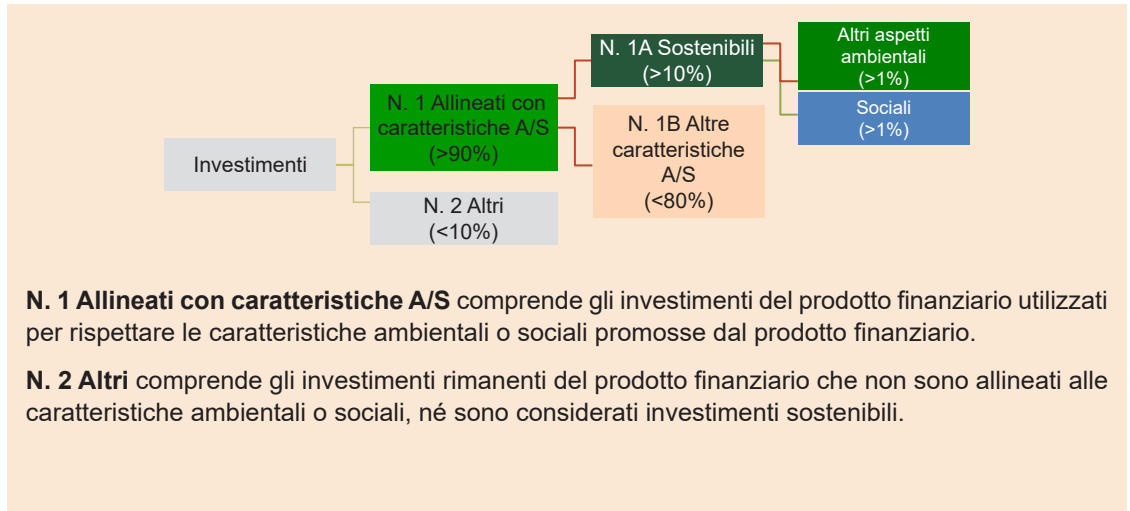 Investimenti
N. 1 Allineati con
caratteristiche A/S
(>90%)
N. 2 Altri
(<10%)
N. 1A Sostenibili
(>10%)
N. 1B Altre
caratteristiche
A/S
(<80%)
Altri aspetti
ambientali
(>1%)
Sociali
(>1%)
N. 1 Allineati con caratteristiche A/S comprende gli investimenti del prodotto finanziario utilizzati
per rispettare le caratteristiche ambientali o sociali promosse dal prodotto finanziario.
N. 2 Altri comprende gli investimenti rimanenti del prodotto finanziario che non sono allineati alle
caratteristiche ambientali o sociali, né sono considerati investimenti sostenibili.